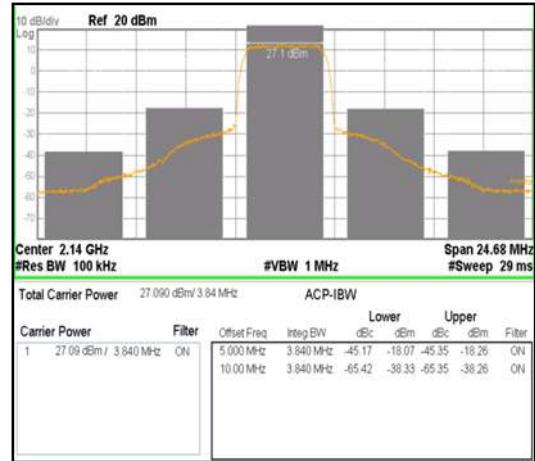 10 dB/div Ref 20 dBm
Log
10
0
-10
-20
-30
-40
-50
-60
-70
27.1 dBm
Center 2.14 GHz Span 24.68 MHz
#Res BW 100 kHz #VBW 1 MHz #Sweep 29 ms
Total Carrier Power 27.090 dBm/ 3.84 MHz ACP-IBW
Lower Upper
Carrier Power Filter Offset Freq Integ BW dBc dBm dBc dBm Filter
1 27.09 dBm / 3.840 MHz ON 5.000 MHz 3.840 MHz -45.17 -18.07 -45.35 -18.26 ON
10.00 MHz 3.840 MHz -65.42 -38.33 -65.35 -38.26 ON